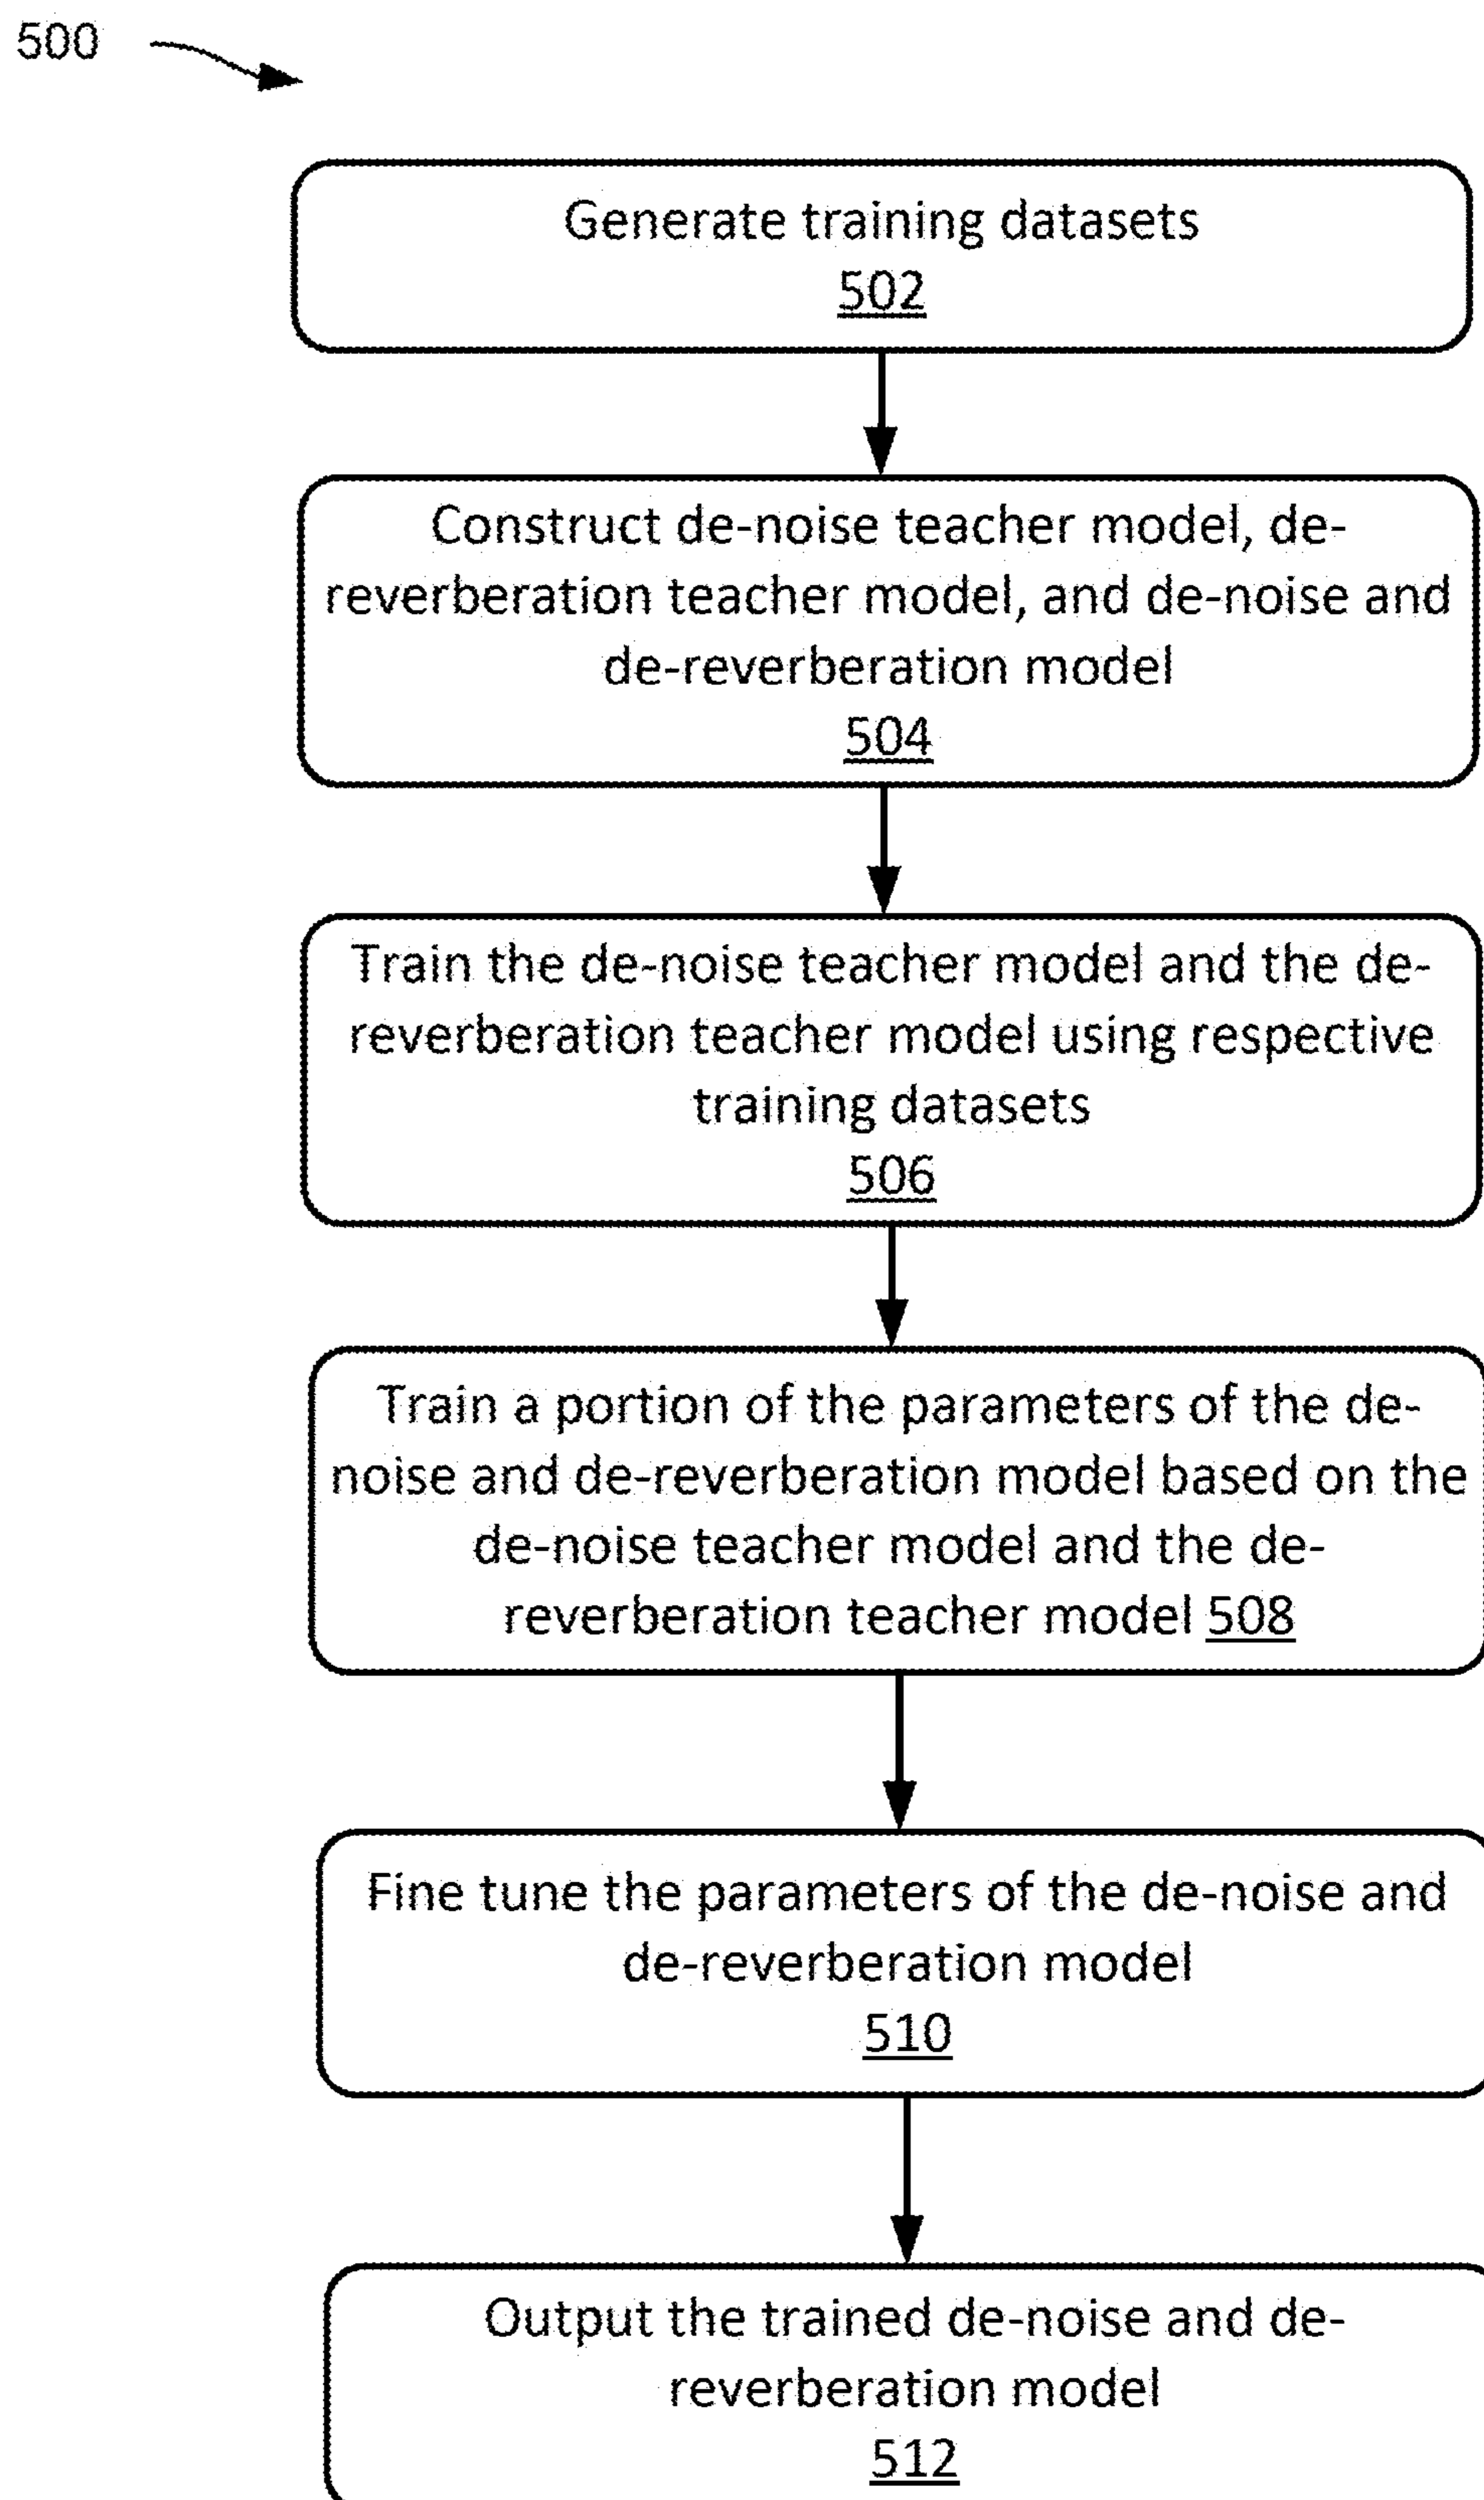 500
Generate training datasets
502
Construct de-noise teacher model, de-
reverberation teacher model, and de-noise and
de-reverberation model
504
Train the de-noise teacher model and the de-
reverberation teacher model using respective
training datasets
506
Train a portion of the parameters of the de-
noise and de-reverberation model based on the
de-noise teacher model and the de-
reverberation teacher model 508
Fine tune the parameters of the de-noise and
de-reverberation model
510
Output the trained de-noise and de-
reverberation model
512